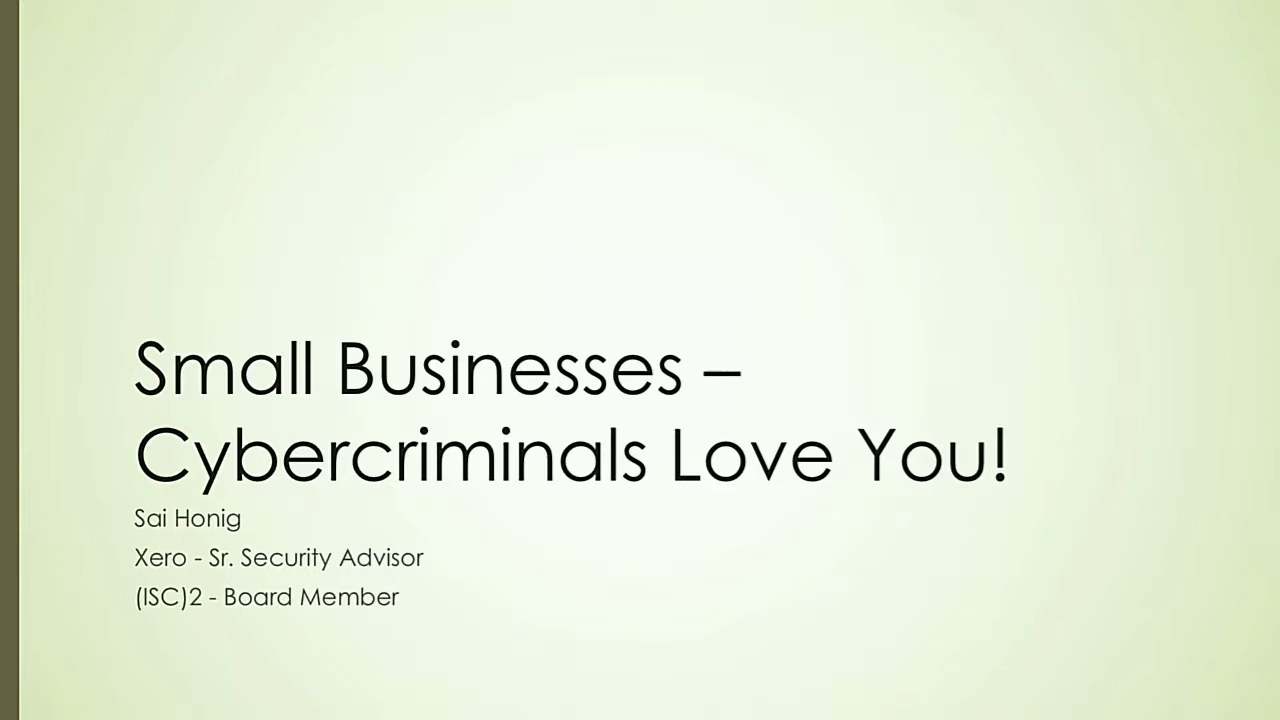 Small Businesses –
Cybercriminals Love You!
Sai Honig
Xero - Sr. Security Advisor
(ISC)2 - Board Member